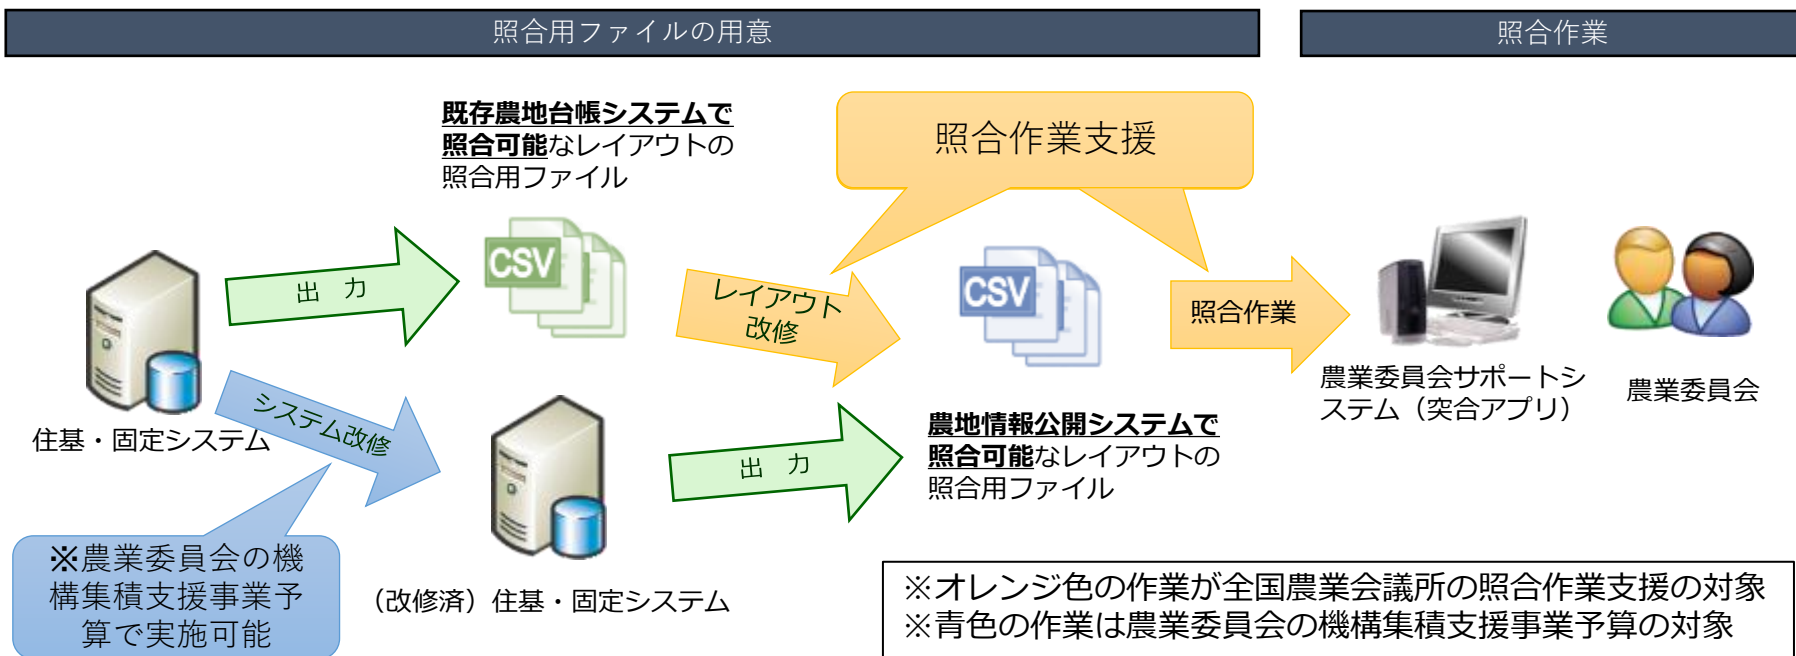 照合用ファイルの用意
照合作業
既存農地台帳システムで
照合可能なレイアウトの
照合用ファイル
照合作業支援
CSV
CSV
出 力
レイアウト
改修
照合作業
住基・固定システム
システム改修
農業委員会サポートシ
ステム（突合アプリ）
農業委員会
農地情報公開システムで
照合可能なレイアウトの
照合用ファイル
出 力
※農業委員会の機
構集積支援事業予
算で実施可能
（改修済）住基・固定システム
※オレンジ色の作業が全国農業会議所の照合作業支援の対象
※青色の作業は農業委員会の機構集積支援事業予算の対象